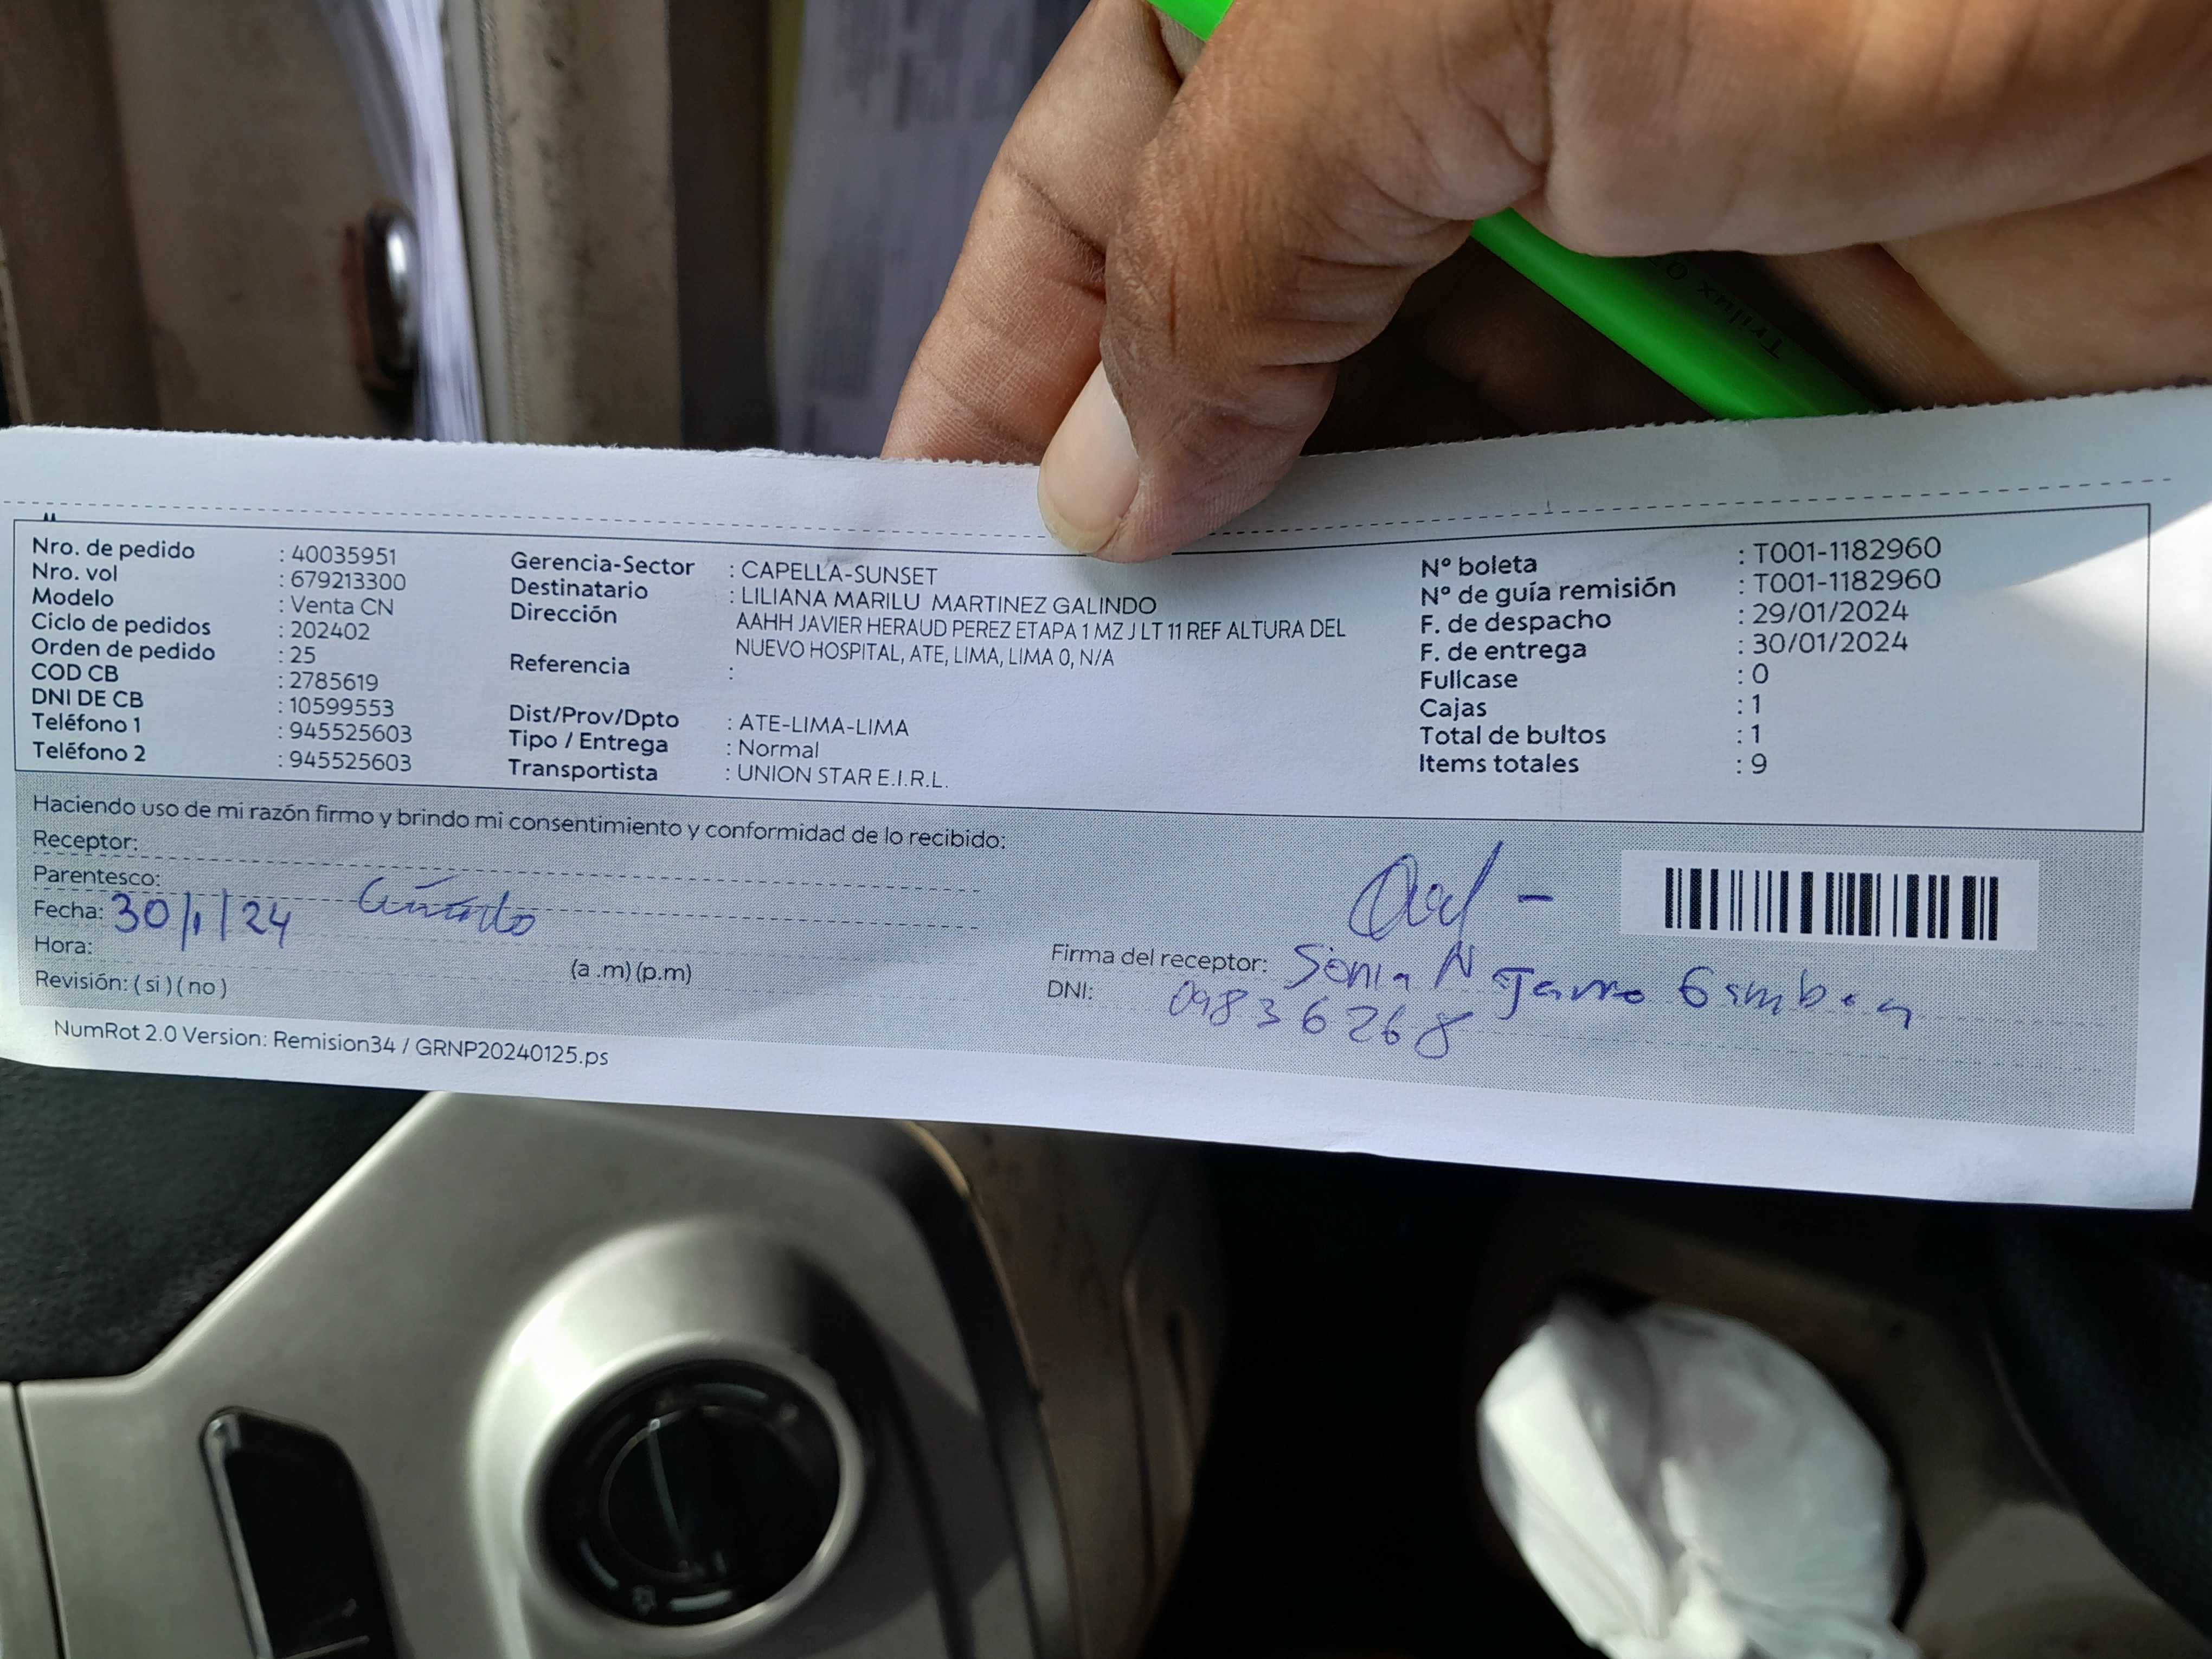 Trilux 0
Nro. de pedido : 40035951
Nro. vol : 679213300
Modelo : Venta CN
Ciclo de pedidos : 202402
Orden de pedido : 25
COD CB : 2785619
DNI DE CB : 10599553
Teléfono 1 : 945525603
Teléfono 2 : 945525603
Gerencia-Sector : CAPELLA-SUNSET
Destinatario : LILIANA MARILU MARTINEZ GALINDO
Dirección AAHH JAVIER HERAUD PEREZ ETAPA 1 MZ J LT 11 REF ALTURA DEL
NUEVO HOSPITAL, ATE, LIMA, LIMA 0, N/A
Referencia :
Dist/Prov/Dpto : ATE-LIMA-LIMA
Tipo / Entrega : Normal
Transportista : UNION STAR E.I.R.L.
N° boleta : T001-1182960
N° de guía remisión : T001-1182960
F. de despacho : 29/01/2024
F. de entrega : 30/01/2024
Fullcase : 0
Cajas : 1
Total de bultos : 1
Items totales : 9
Haciendo uso de mi razón firmo y brindo mi consentimiento y conformidad de lo recibido:
Receptor:
Parentesco:
Fecha: 30/1/24
Hora: (a .m) (p.m)
Revisión: ( si ) ( no )
Firma del receptor: Sonia N
DNI: 09836268
NumRot 2.0 Version: Remision34 / GRNP20240125.ps